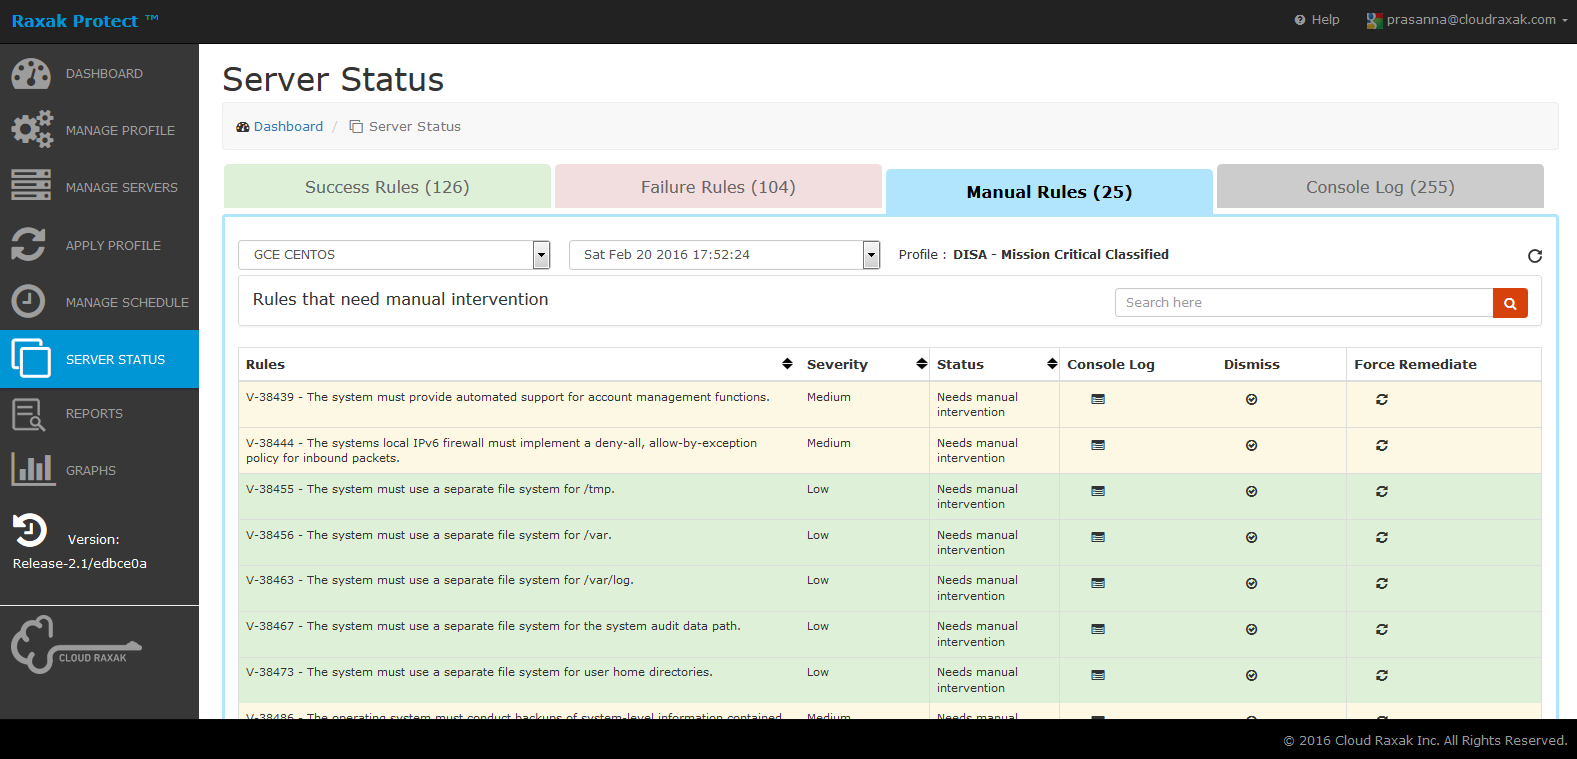 Raxak Protect ™
Help
prasanna@cloudraxak.com
DASHBOARD
MANAGE PROFILE
MANAGE SERVERS
APPLY PROFILE
MANAGE SCHEDULE
SERVER STATUS
REPORTS
GRAPHS
Version:
Release-2.1/edbce0a
CLOUD RAXAK
Server Status
Dashboard / Server Status
Success Rules (126)
Failure Rules (104)
Manual Rules (25)
Console Log (255)
GCE CENTOS
Sat Feb 20 2016 17:52:24
Profile : DISA - Mission Critical Classified
Rules that need manual intervention
Search here
Rules Severity Status Console Log Dismiss Force Remediate
V-38439 - The system must provide automated support for account management functions. Medium Needs manual
intervention
V-38444 - The systems local IPv6 firewall must implement a deny-all, allow-by-exception Medium Needs manual
policy for inbound packets. intervention
V-38455 - The system must use a separate file system for /tmp. Low Needs manual
intervention
V-38456 - The system must use a separate file system for /var. Low Needs manual
intervention
V-38463 - The system must use a separate file system for /var/log. Low Needs manual
intervention
V-38467 - The system must use a separate file system for the system audit data path. Low Needs manual
intervention
V-38473 - The system must use a separate file system for user home directories. Low Needs manual
intervention
V-38486 - The operating system must conduct backups of system-level information contained Medium Needs manual
© 2016 Cloud Raxak Inc. All Rights Reserved.